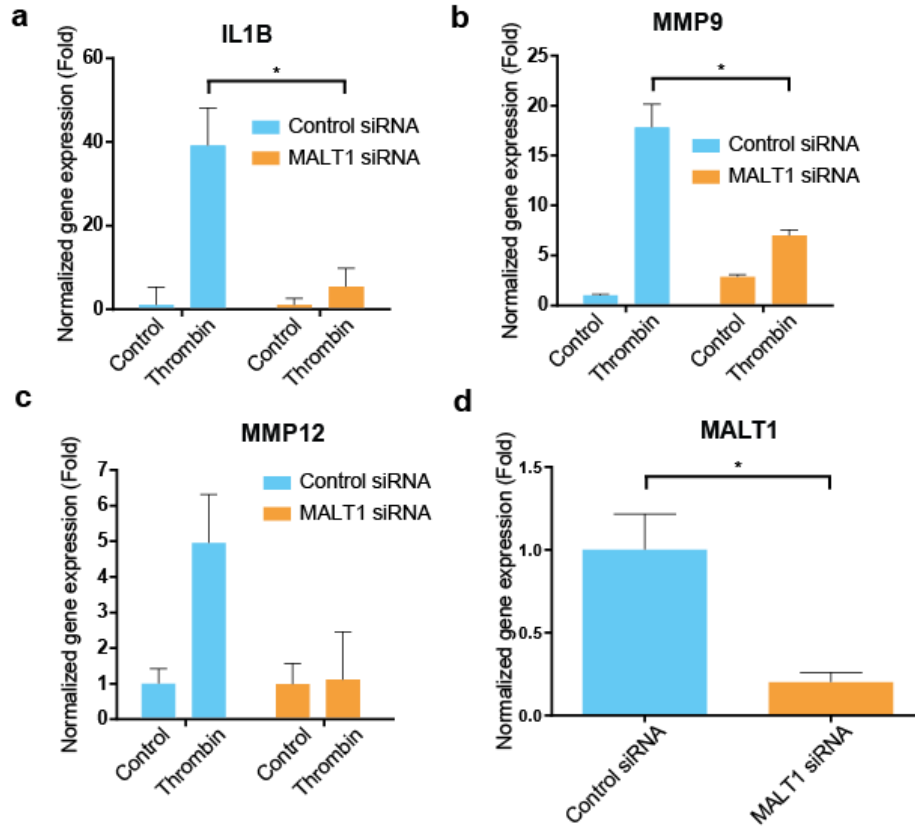 a
IL1B
Normalized gene expression (Fold)
60
40
20
0
*
Control siRNA
MALT1 siRNA
Control
Thrombin
Control
Thrombin
b
MMP9
Normalized gene expression (Fold)
25
20
15
10
5
0
*
Control siRNA
MALT1 siRNA
Control
Thrombin
Control
Thrombin
c
MMP12
Normalized gene expression (Fold)
7
6
5
4
3
2
1
0
Control siRNA
MALT1 siRNA
Control
Thrombin
Control
Thrombin
d
MALT1
Normalized gene expression (Fold)
1.5
1.0
0.5
0.0
*
Control siRNA
MALT1 siRNA